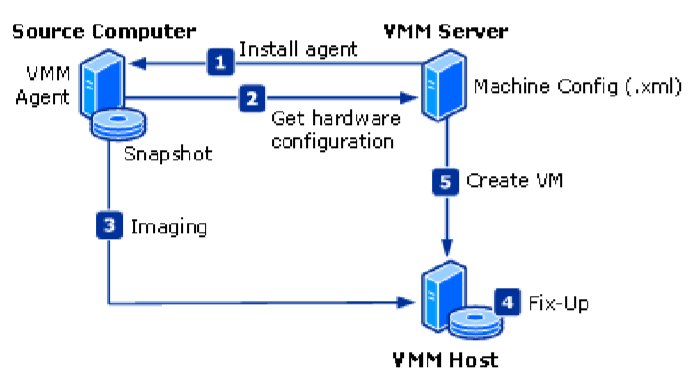 Source Computer
VMM Server
1
Install agent
VMM
Agent
2
Machine Config (.xml)
Get hardware
configuration
Snapshot
5
Create VM
3
Imaging
4
Fix-Up
VMM Host